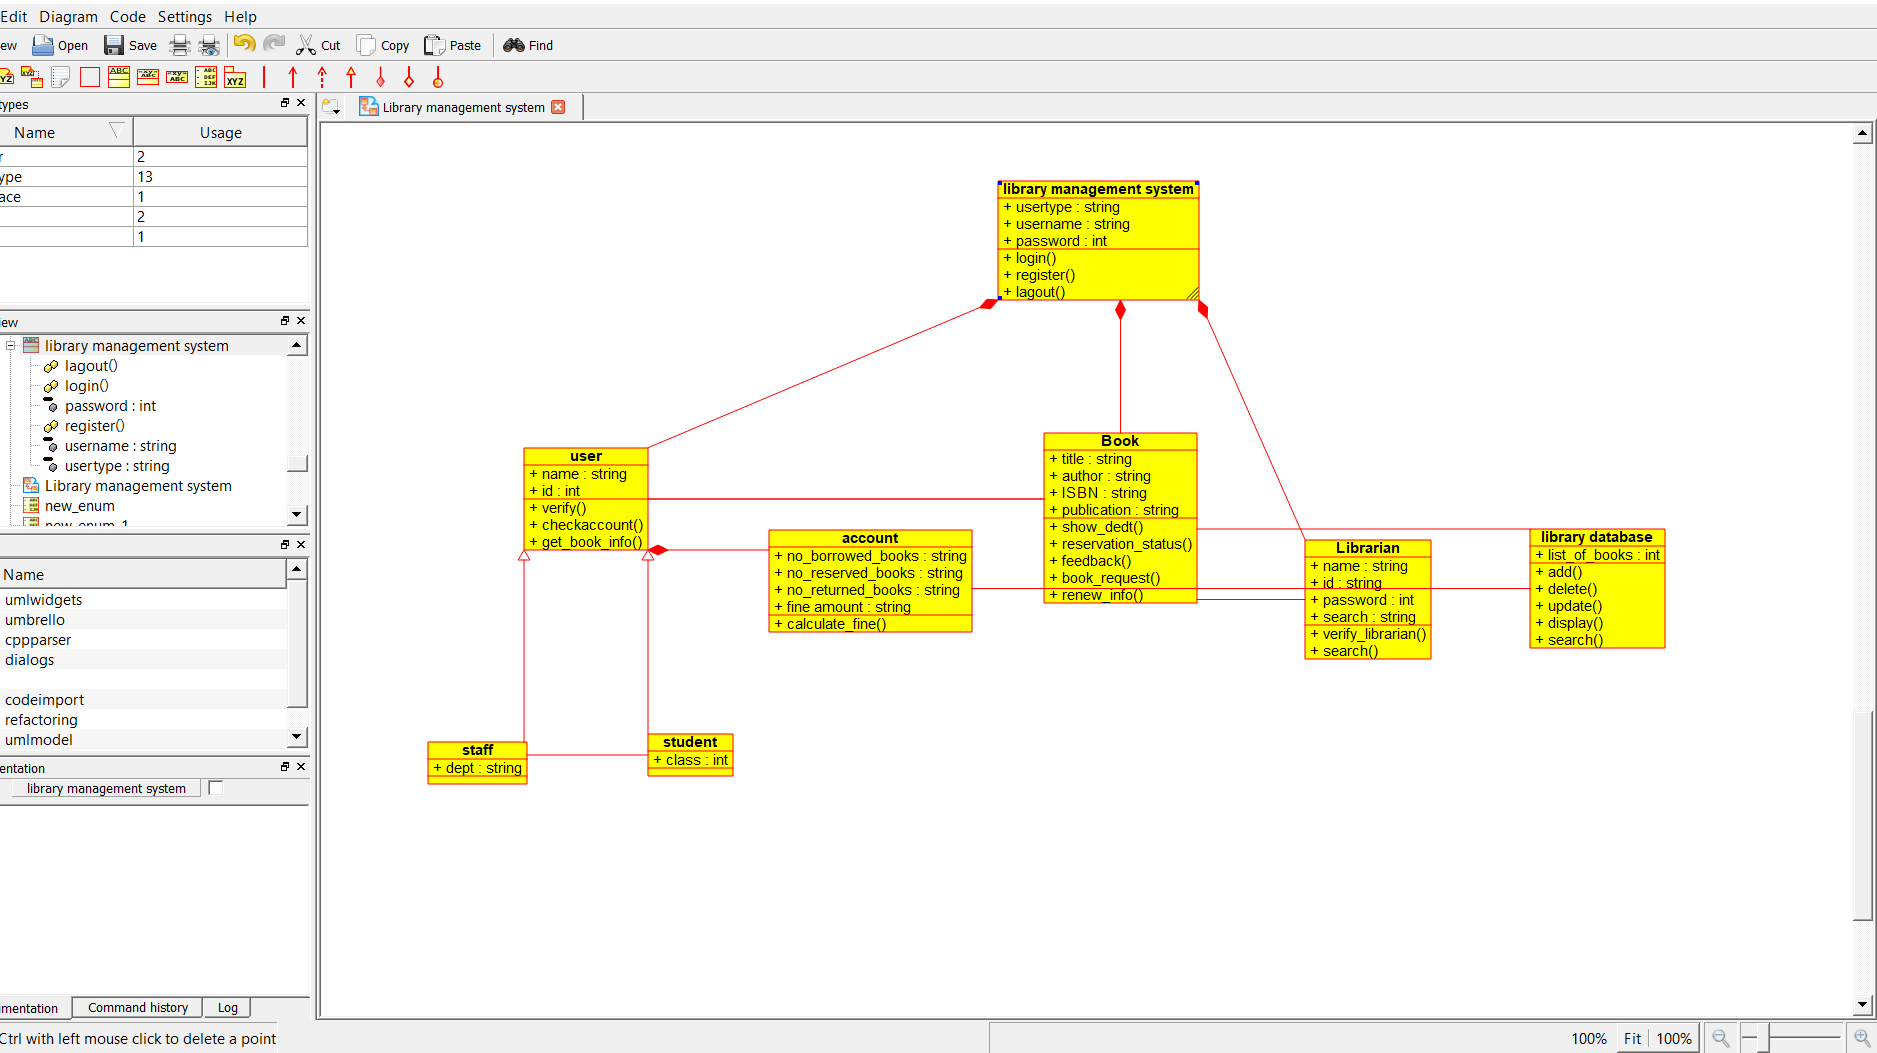 Edit Diagram Code Settings Help
ew Open Save Cut Copy Paste Find
types
Name Usage
r 2
ype 13
ace 1
2
1
iew
library management system
lagout()
login()
password : int
register()
username : string
usertype : string
Library management system
new_enum
new_enum_1
Name
umlwidgets
umbrello
cppparser
dialogs
codeimport
refactoring
umlmodel
entation
library management system
mentation Command history Log
Ctrl with left mouse click to delete a point
Library management system
library management system
+ usertype : string
+ username : string
+ password : int
+ login()
+ register()
+ lagout()
user
+ name : string
+ id : int
+ verify()
+ checkaccount()
+ get_book_info()
account
+ no_borrowed_books : string
+ no_reserved_books : string
+ no_returned_books : string
+ fine amount : string
+ calculate_fine()
Book
+ title : string
+ author : string
+ ISBN : string
+ publication : string
+ show_dedt()
+ reservation_status()
+ feedback()
+ book_request()
+ renew_info()
Librarian
+ name : string
+ id : string
+ password : int
+ search : string
+ verify_librarian()
+ search()
library database
+ list_of_books : int
+ add()
+ delete()
+ update()
+ display()
+ search()
staff
+ dept : string
student
+ class : int
100% Fit 100%